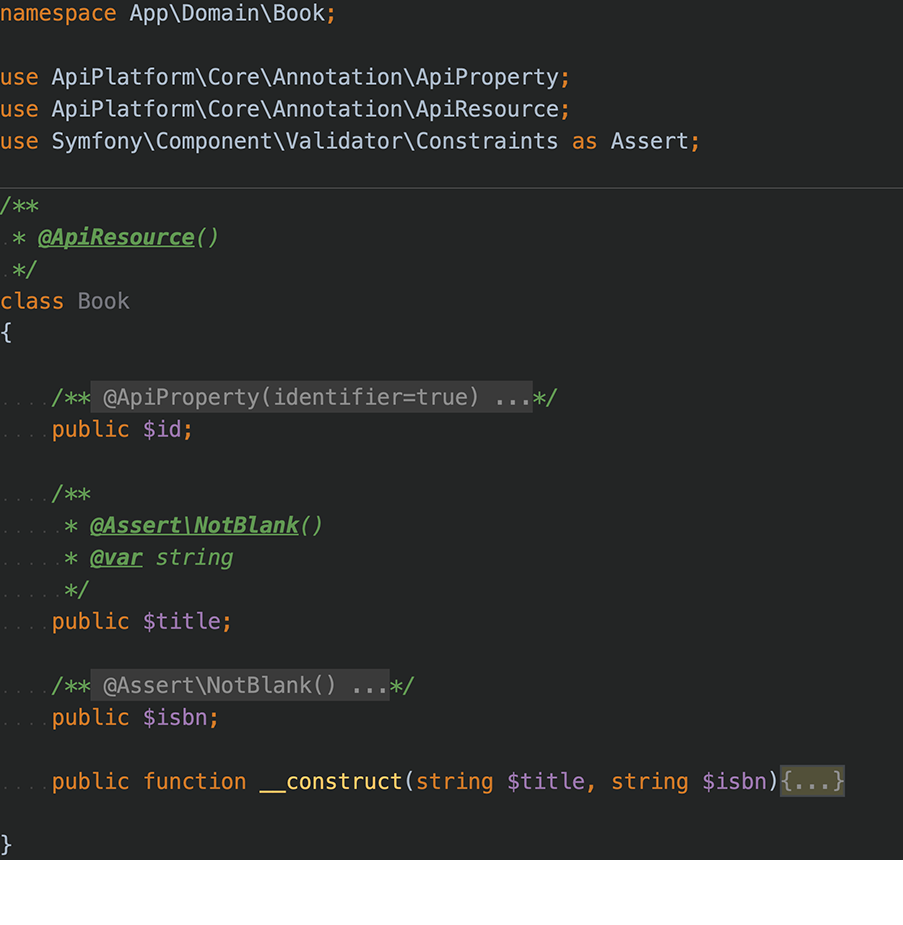 namespace App\Domain\Book;
use ApiPlatform\Core\Annotation\ApiProperty;
use ApiPlatform\Core\Annotation\ApiResource;
use Symfony\Component\Validator\Constraints as Assert;
/**
* @ApiResource()
*/
class Book
{
/** @ApiProperty(identifier=true) ...*/
public $id;
/**
* @Assert\NotBlank()
* @var string
*/
public $title;
/** @Assert\NotBlank() ...*/
public $isbn;
public function __construct(string $title, string $isbn){...}
}